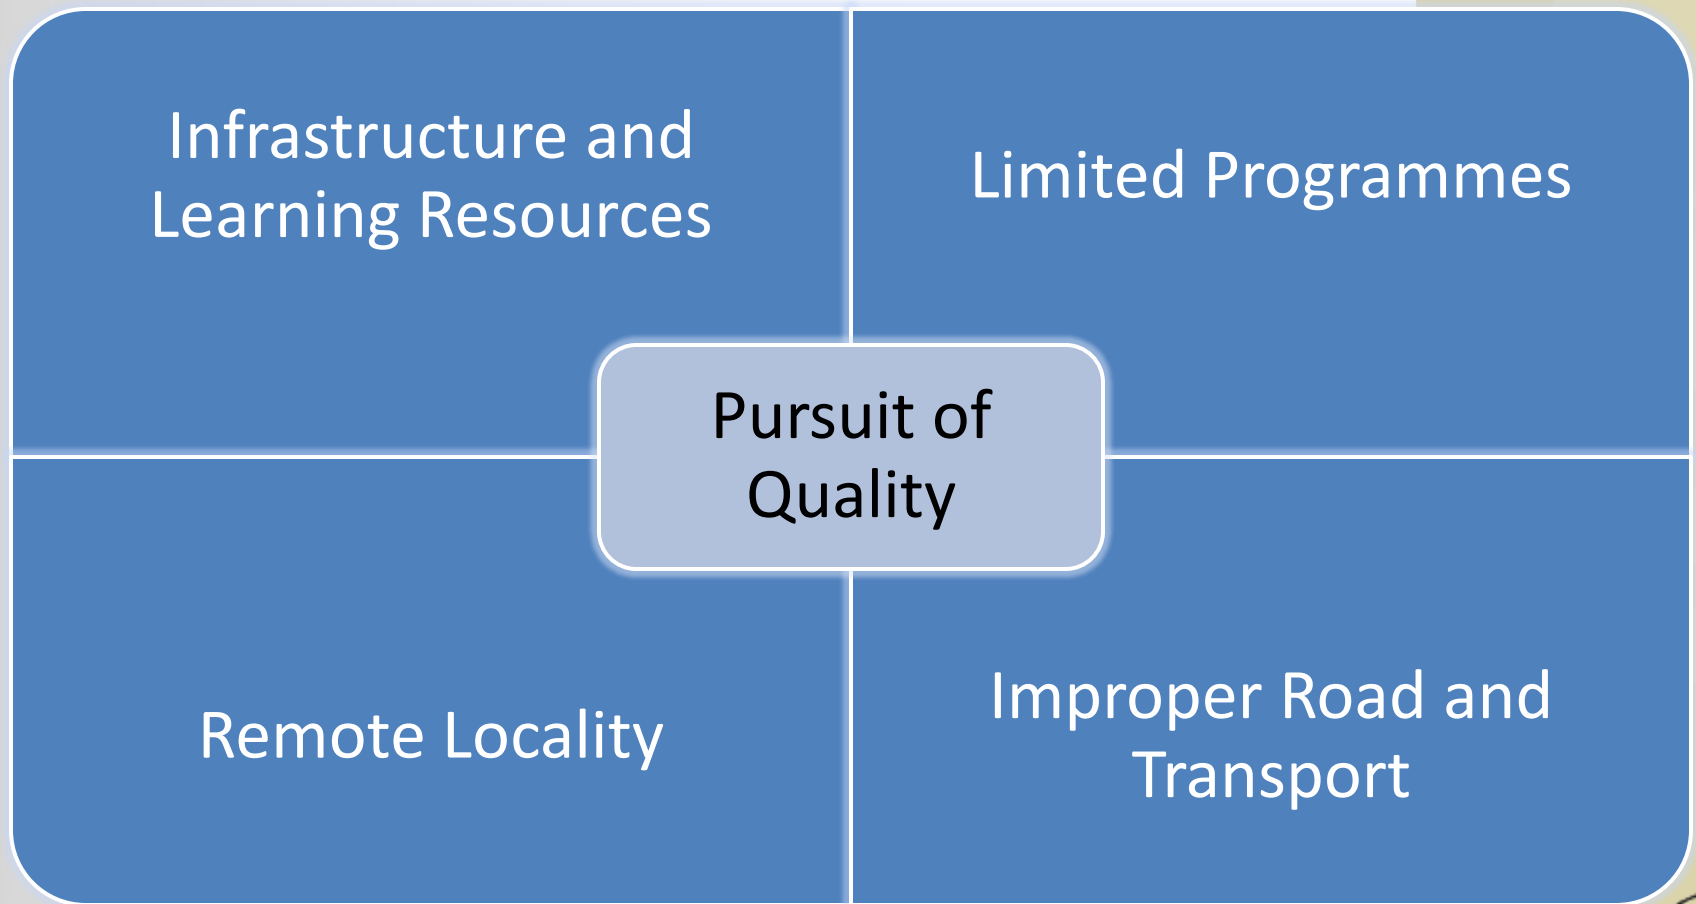 Infrastructure and
Learning Resources
Limited Programmes
Pursuit of
Quality
Remote Locality
Improper Road and
Transport